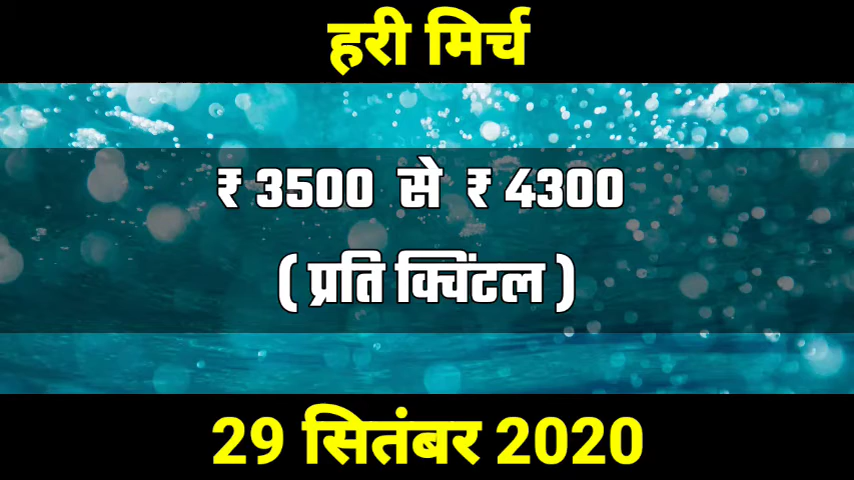 हरी मिर्च
₹ 3500 से ₹ 4300
( प्रति क्विंटल )
29 सितंबर 2020